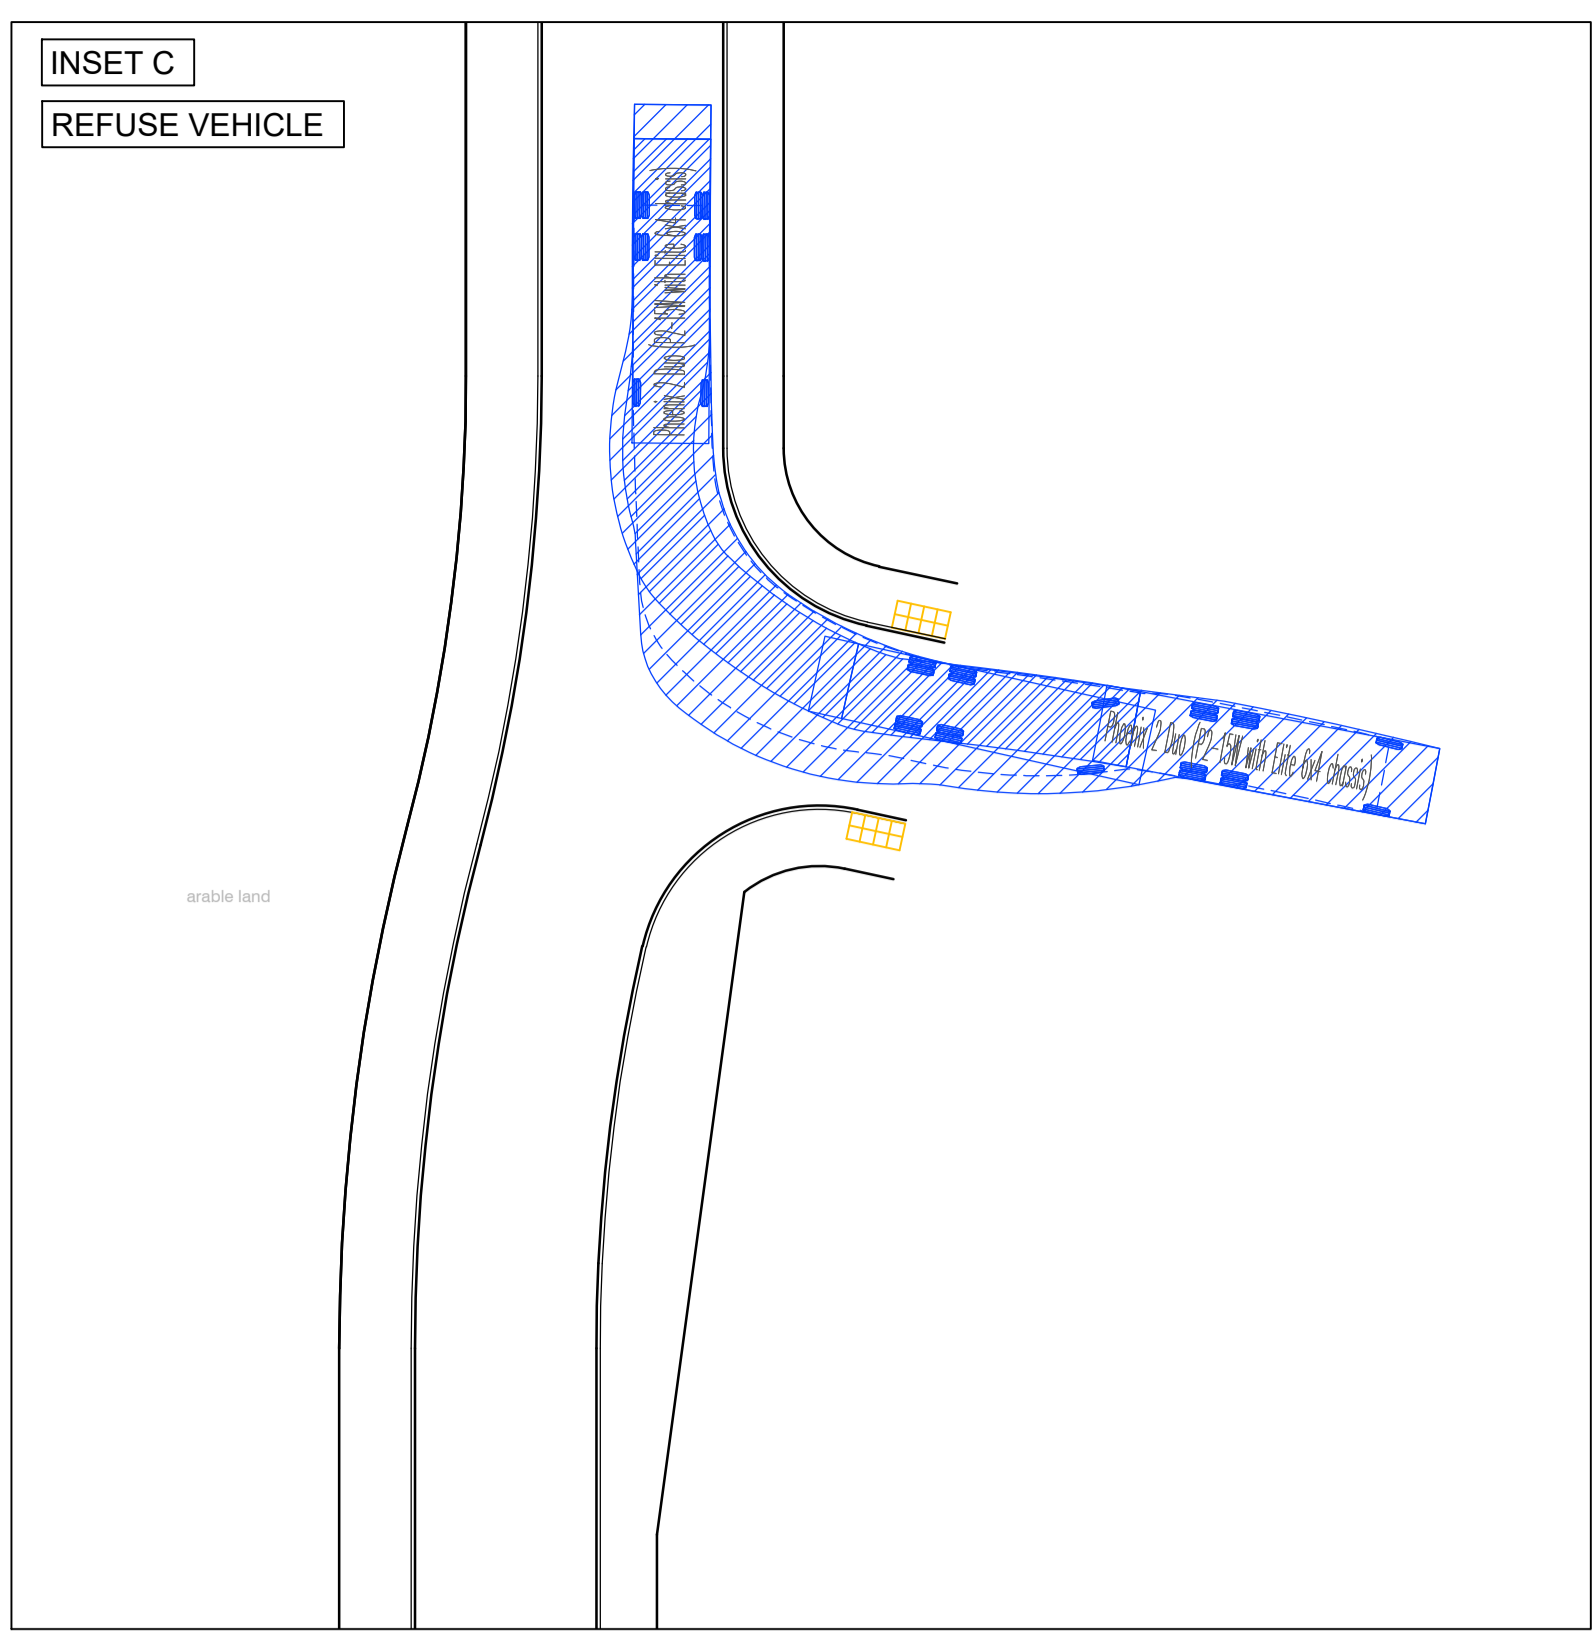 INSET C
REFUSE VEHICLE
Phoenix 2 Duo (P2-15W with Elite 6x4 chassis)
Phoenix 2 Duo (P2-15W with Elite 6x4 chassis)
arable land